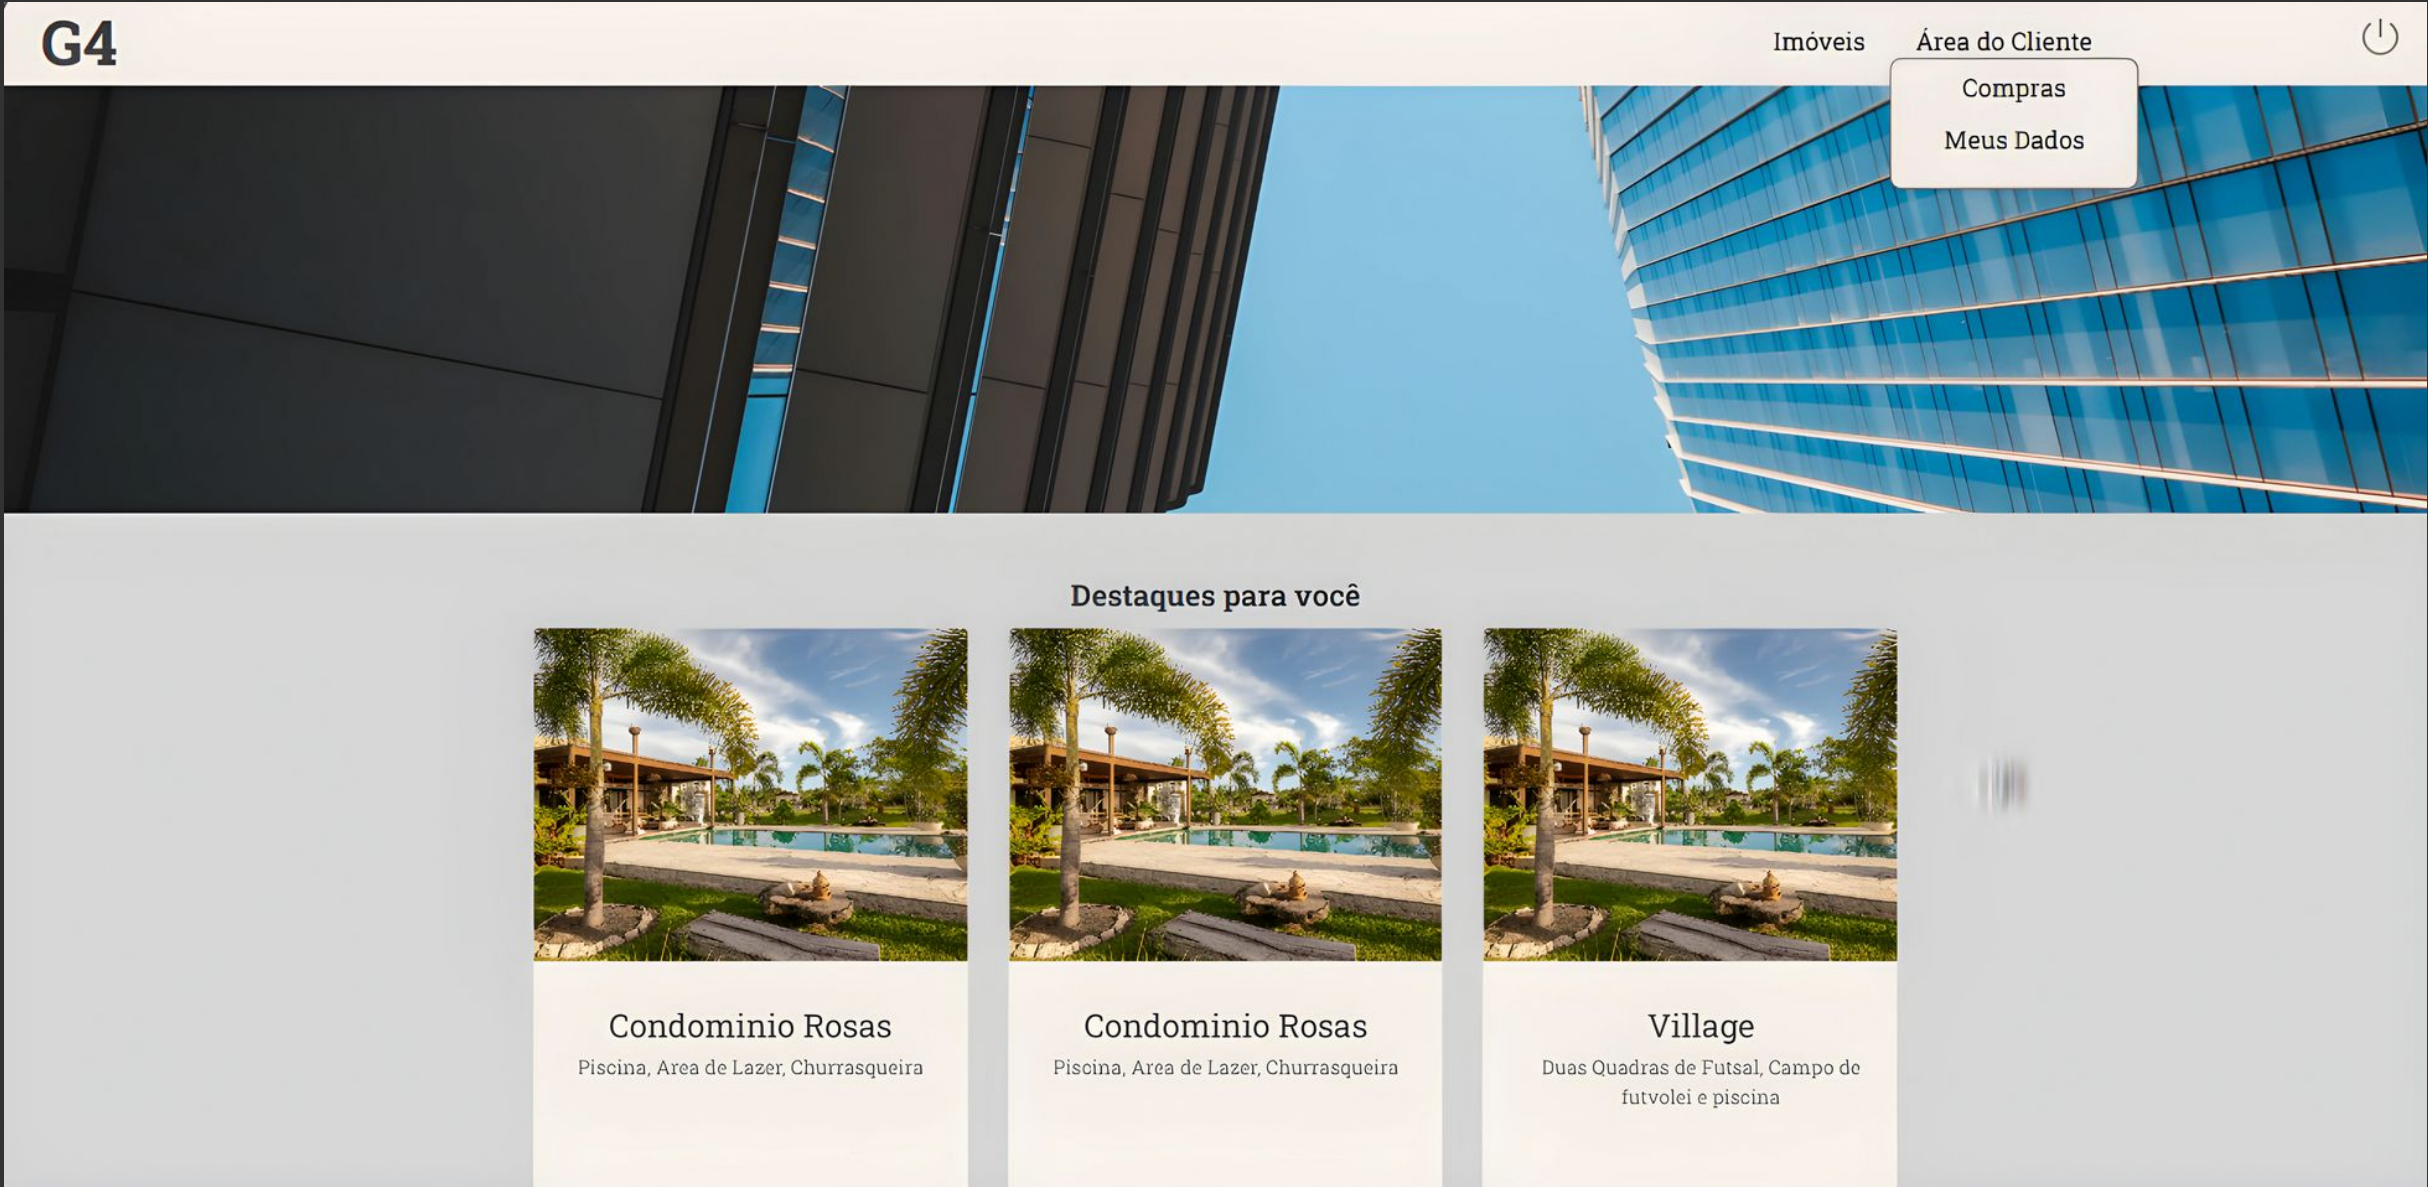 G4
Imóveis
Área do Cliente
Compras
Meus Dados
Destaques para você
Condominio Rosas
Piscina, Area de Lazer, Churrasqueira
Condominio Rosas
Piscina, Area de Lazer, Churrasqueira
Village
Duas Quadras de Futsal, Campo de
futvolei e piscina